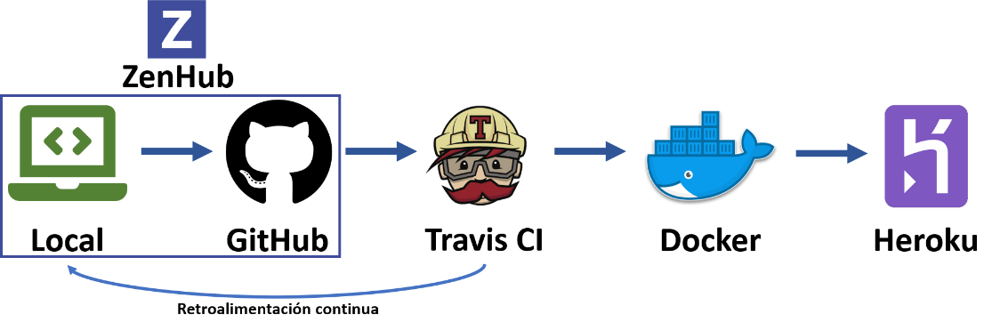 Z
ZenHub
T
Local
GitHub
Travis CI
Docker
Heroku
Retroalimentación continua